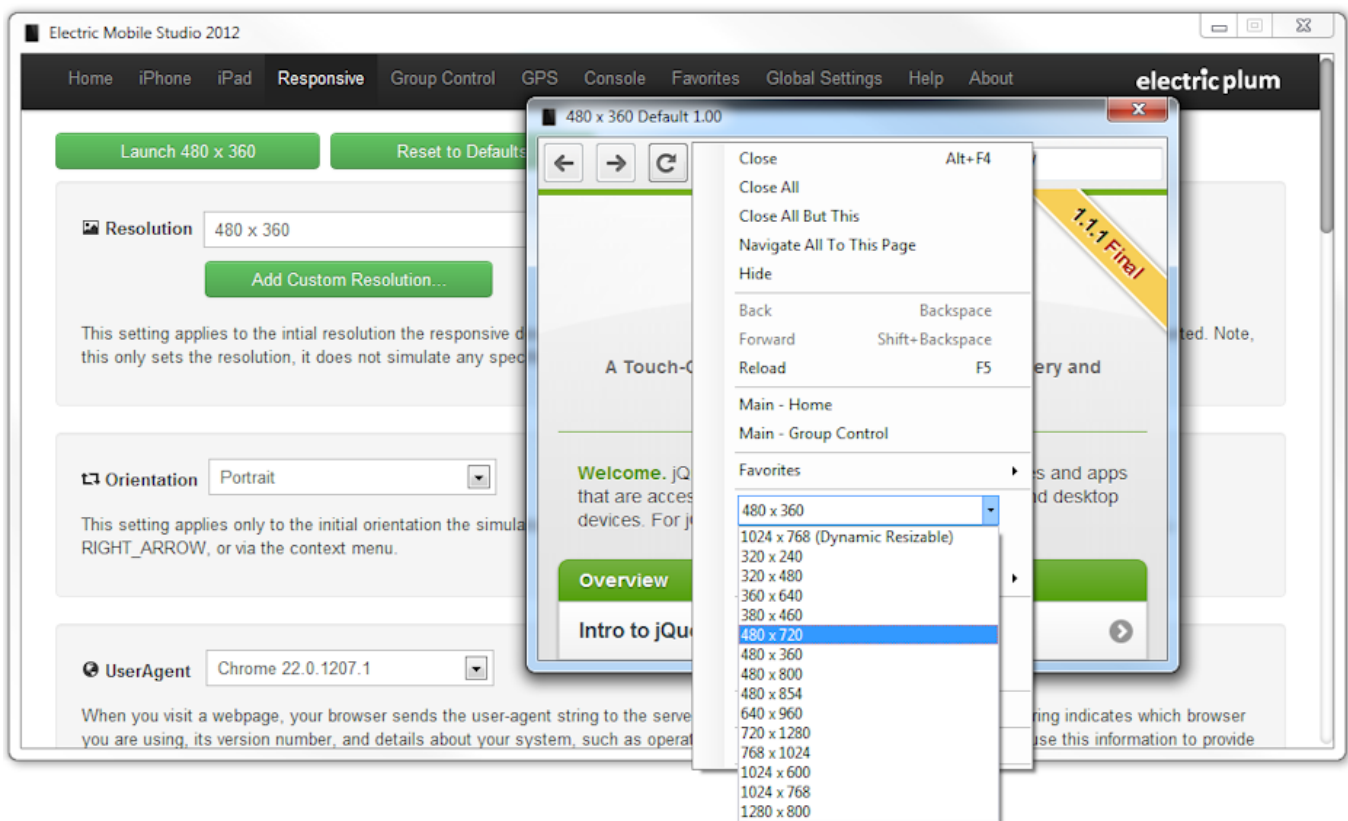 Electric Mobile Studio 2012
Home iPhone iPad Responsive Group Control GPS Console Favorites Global Settings Help About electric plum
Launch 480 x 360 Reset to Defaults
Resolution 480 x 360
Add Custom Resolution...
This setting applies to the intial resolution the responsive
ted. Note,
this only sets the resolution, it does not simulate any
Orientation Portrait
This setting applies only to the initial orientation the
RIGHT_ARROW, or via the context menu.
UserAgent Chrome 22.0.1207.1
When you visit a webpage, your browser sends the user-agent string to the
indicates which browser
you are using, its version number, and details about your system, such as
use this information to provide
480 x 360 Default 1.00
1.1.1 Final
A Touch-
ery and
Welcome. jQ
s and apps
that are acces
nd desktop
devices. For j
Overview
Intro to jQu
Close Alt+F4
Close All
Close All But This
Navigate All To This Page
Hide
Back Backspace
Forward Shift+Backspace
Reload F5
Main - Home
Main - Group Control
Favorites
480 x 360
1024 x 768 (Dynamic Resizable)
320 x 240
320 x 480
360 x 640
380 x 460
480 x 720
480 x 360
480 x 800
480 x 854
640 x 960
720 x 1280
768 x 1024
1024 x 600
1024 x 768
1280 x 800